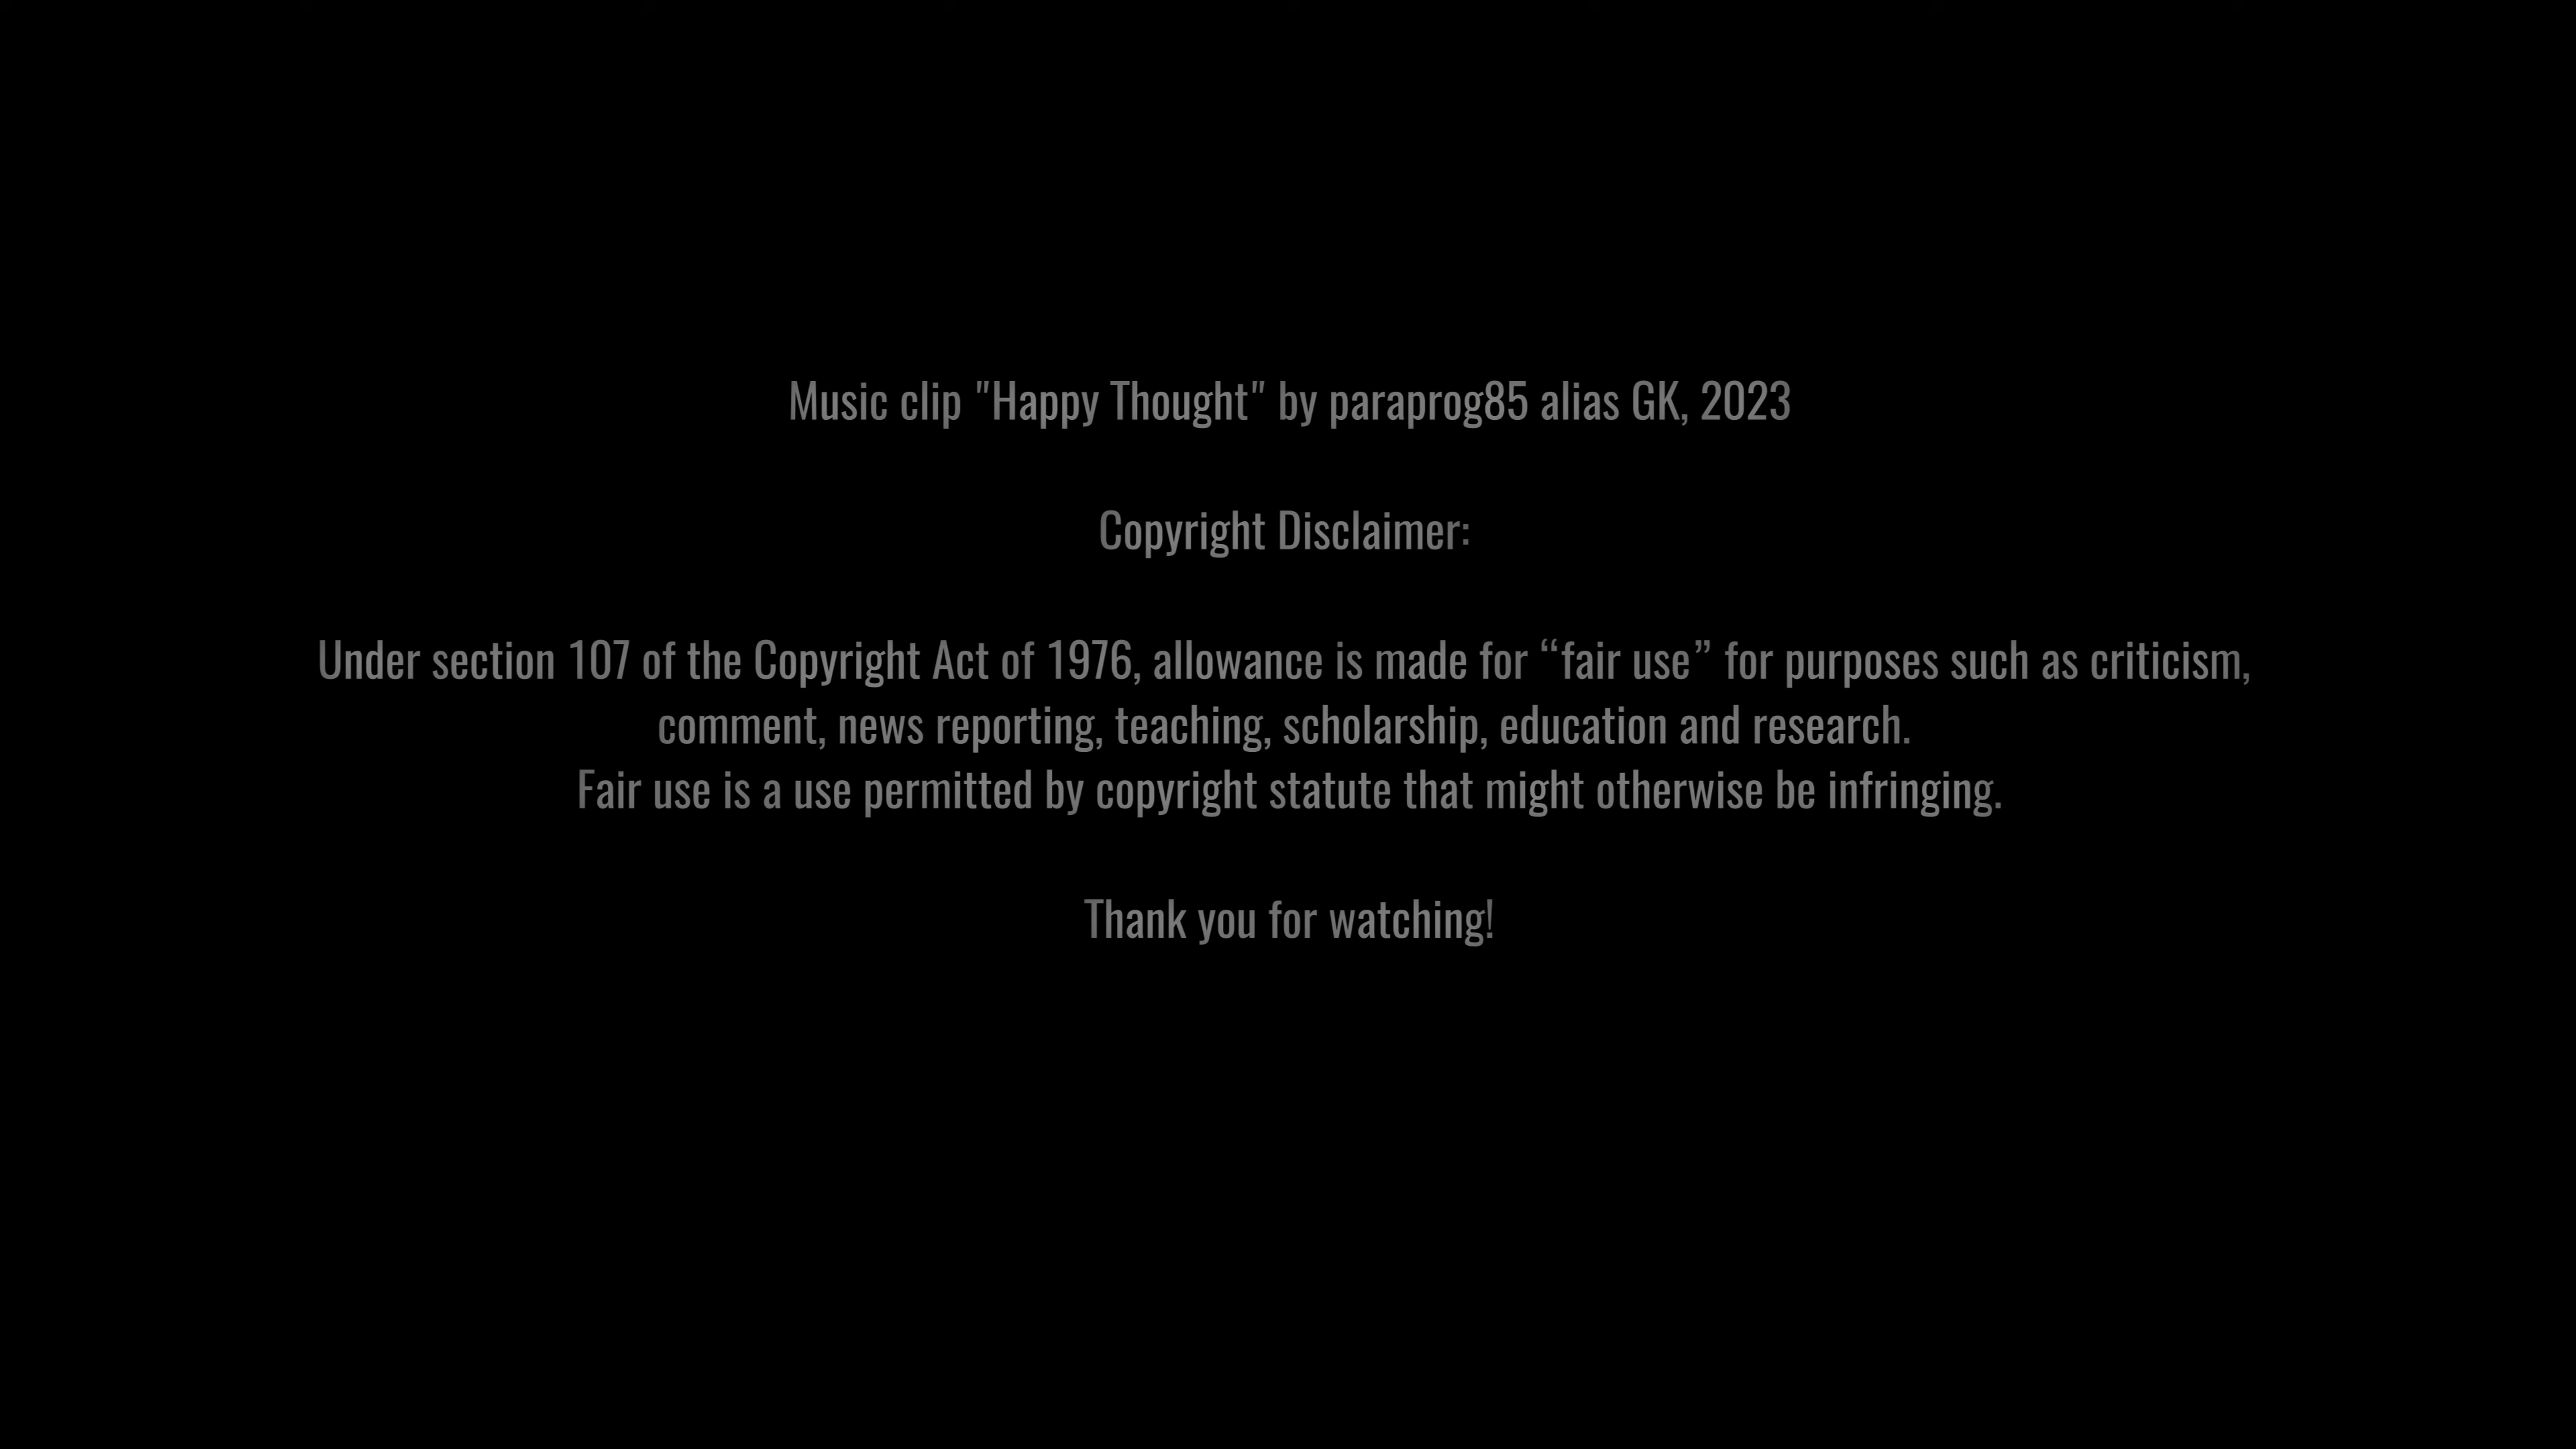 Music clip "Happy Thought" by paraprog85 alias GK, 2023
Copyright Disclaimer:
Under section 107 of the Copyright Act of 1976, allowance is made for “fair use” for purposes such as criticism,
comment, news reporting, teaching, scholarship, education and research.
Fair use is a use permitted by copyright statute that might otherwise be infringing.
Thank you for watching!